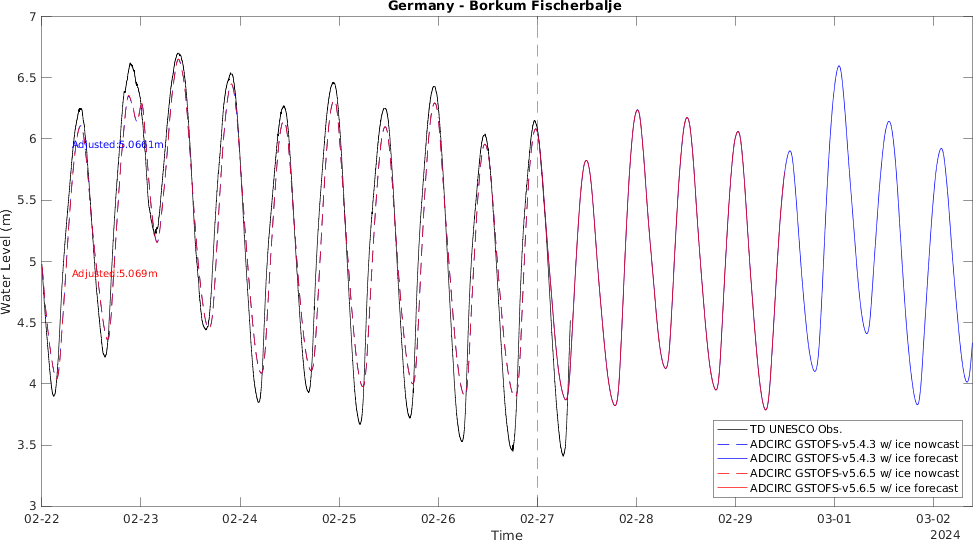 Germany - Borkum Fischerbalje
7
6.5
6
5.5
5
4.5
4
3.5
3
Water Level (m)
Adjusted:5.0661m
Adjusted:5.069m
TD UNESCO Obs.
ADCIRC GSTOFS-v5.4.3 w/ ice nowcast
ADCIRC GSTOFS-v5.4.3 w/ ice forecast
ADCIRC GSTOFS-v5.6.5 w/ ice nowcast
ADCIRC GSTOFS-v5.6.5 w/ ice forecast
02-22 02-23 02-24 02-25 02-26 02-27 02-28 02-29 03-01 03-02
Time
2024